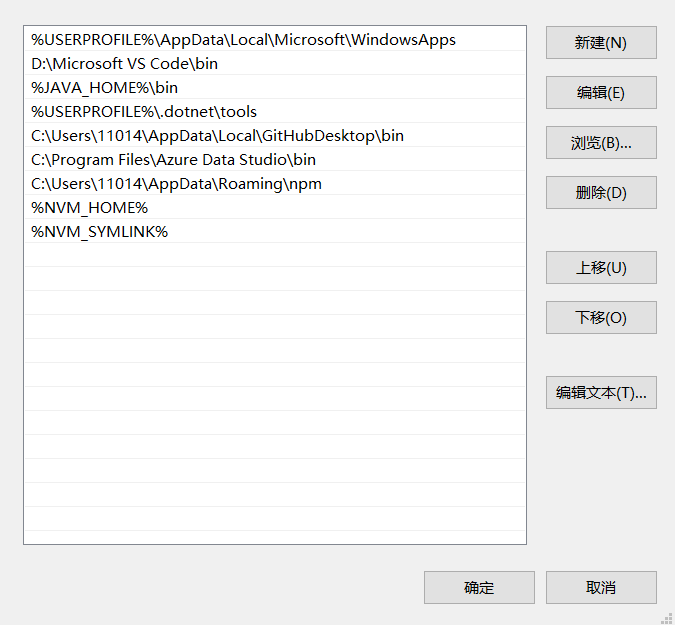 %USERPROFILE%\AppData\Local\Microsoft\WindowsApps
D:\Microsoft VS Code\bin
%JAVA_HOME%\bin
%USERPROFILE%\.dotnet\tools
C:\Users\11014\AppData\Local\GitHubDesktop\bin
C:\Program Files\Azure Data Studio\bin
C:\Users\11014\AppData\Roaming\npm
%NVM_HOME%
%NVM_SYMLINK%
新建(N)
编辑(E)
浏览(B)...
删除(D)
上移(U)
下移(O)
编辑文本(T)...
确定
取消